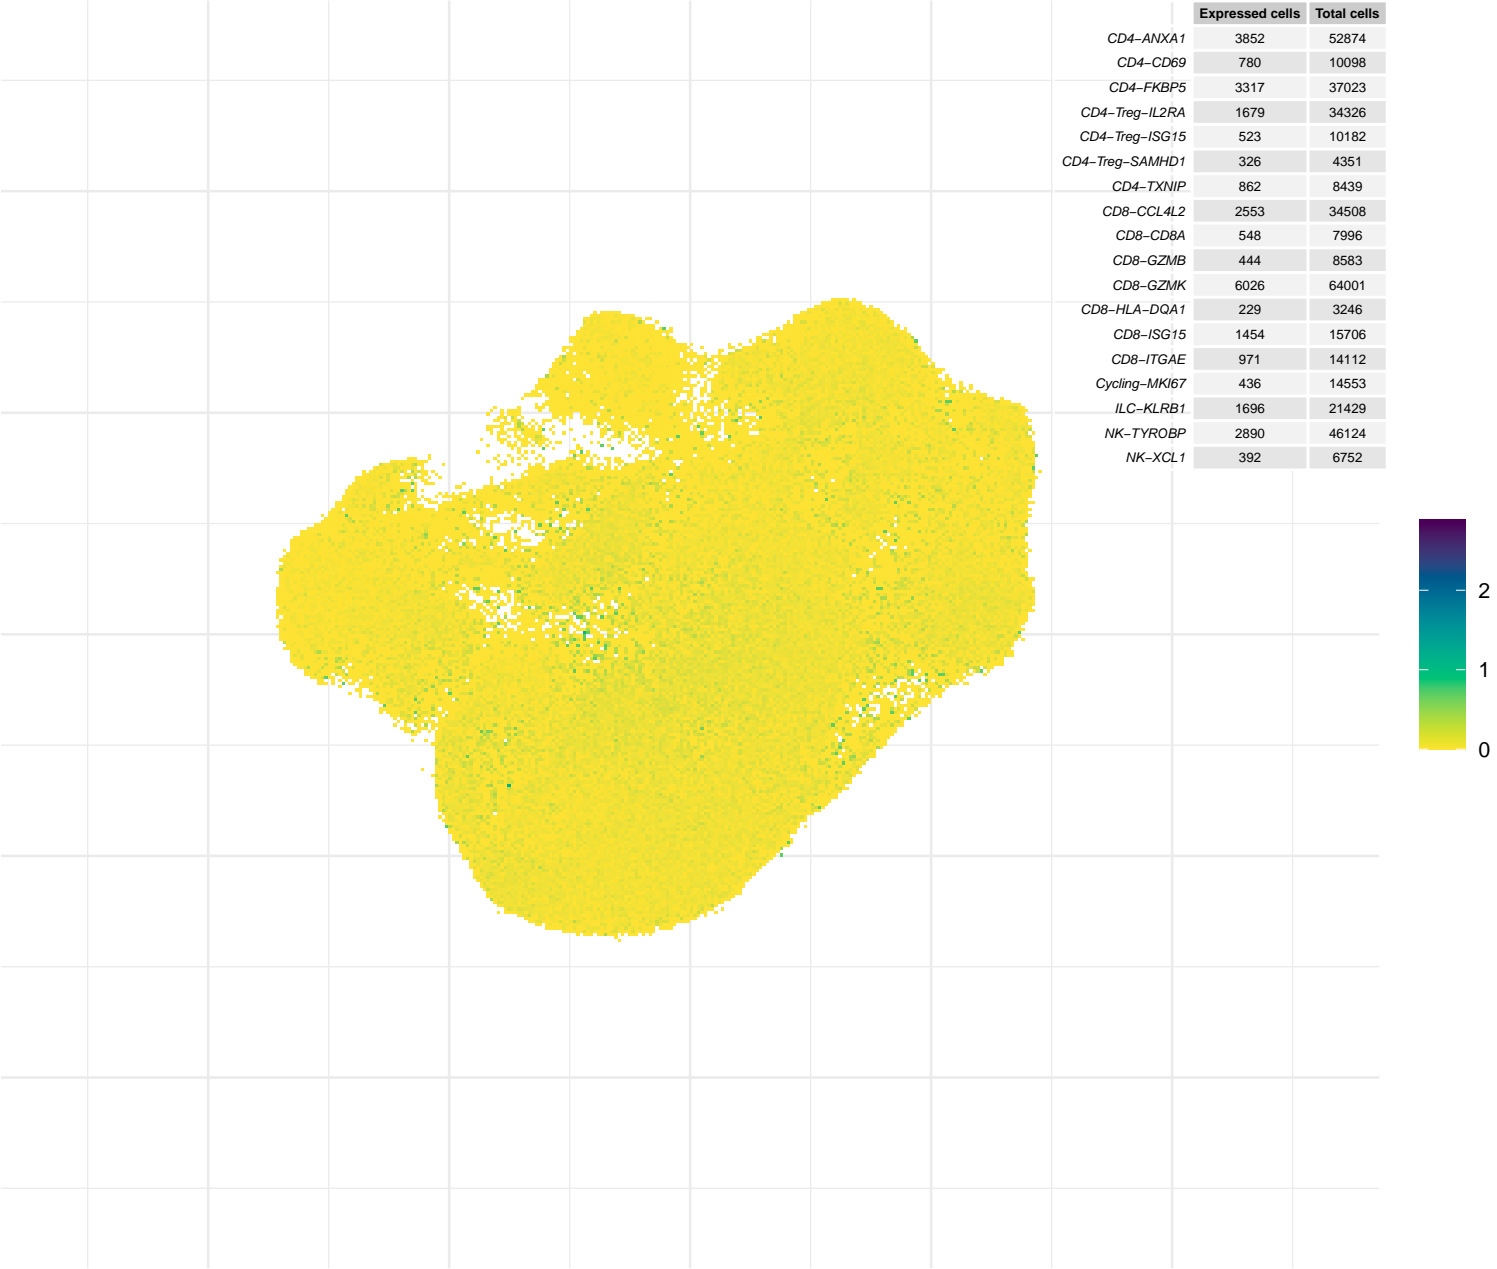 Expressed cells Total cells
CD4−ANXA1 3852 52874
CD4−CD69 780 10098
CD4−FKBP5 3317 37023
CD4−Treg−IL2RA 1679 34326
CD4−Treg−ISG15 523 10182
CD4−Treg−SAMHD1 326 4351
CD4−TXNIP 862 8439
CD8−CCL4L2 2553 34508
CD8−CD8A 548 7996
CD8−GZMB 444 8583
CD8−GZMK 6026 64001
CD8−HLA−DQA1 229 3246
CD8−ISG15 1454 15706
CD8−ITGAE 971 14112
Cycling−MKI67 436 14553
ILC−KLRB1 1696 21429
NK−TYROBP 2890 46124
NK−XCL1 392 6752
2
1
0